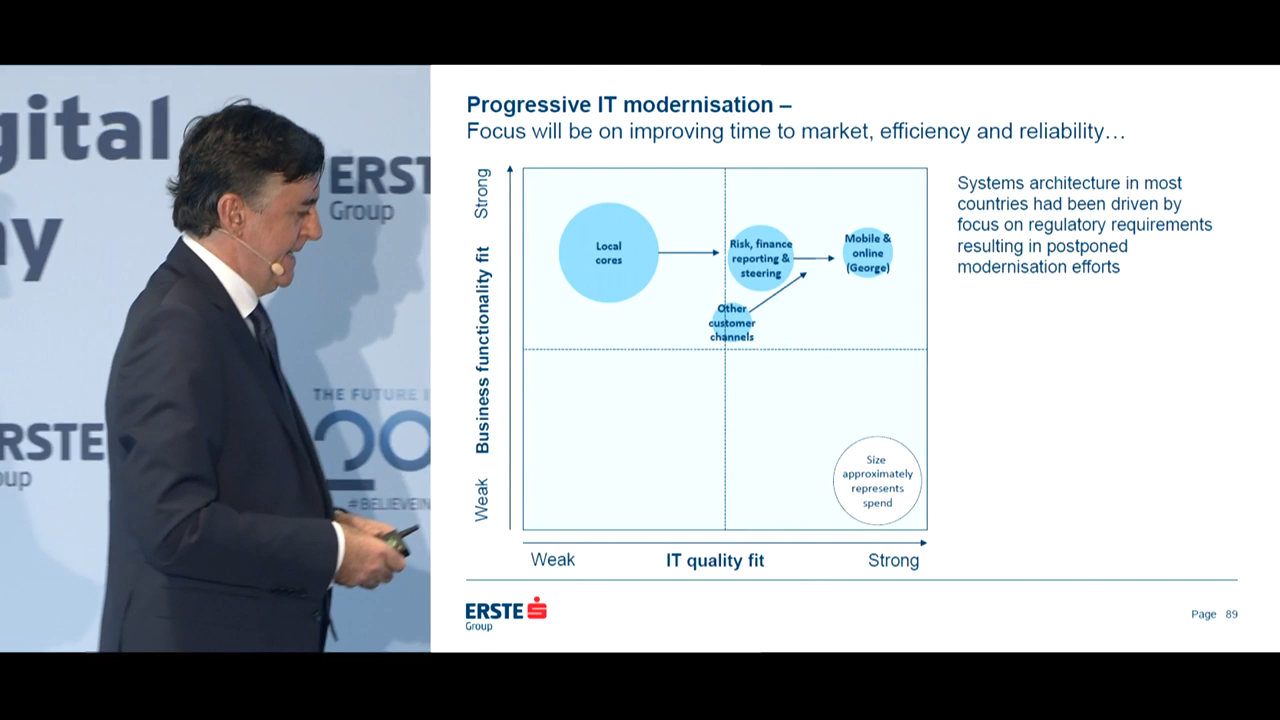 gital
ay
ERST
Group
ERSTE
Group
THE FUTURE I
20
#BELIEVEIN
Progressive IT modernisation –
Focus will be on improving time to market, efficiency and reliability…
Strong
Business functionality fit
Weak
Local
cores
Risk, finance
reporting &
steering
Mobile &
online
(George)
Other
customer
channels
Size
approximately
represents
spend
Weak
IT quality fit
Strong
Systems architecture in most
countries had been driven by
focus on regulatory requirements
resulting in postponed
modernisation efforts
ERSTE
Group
Page 89